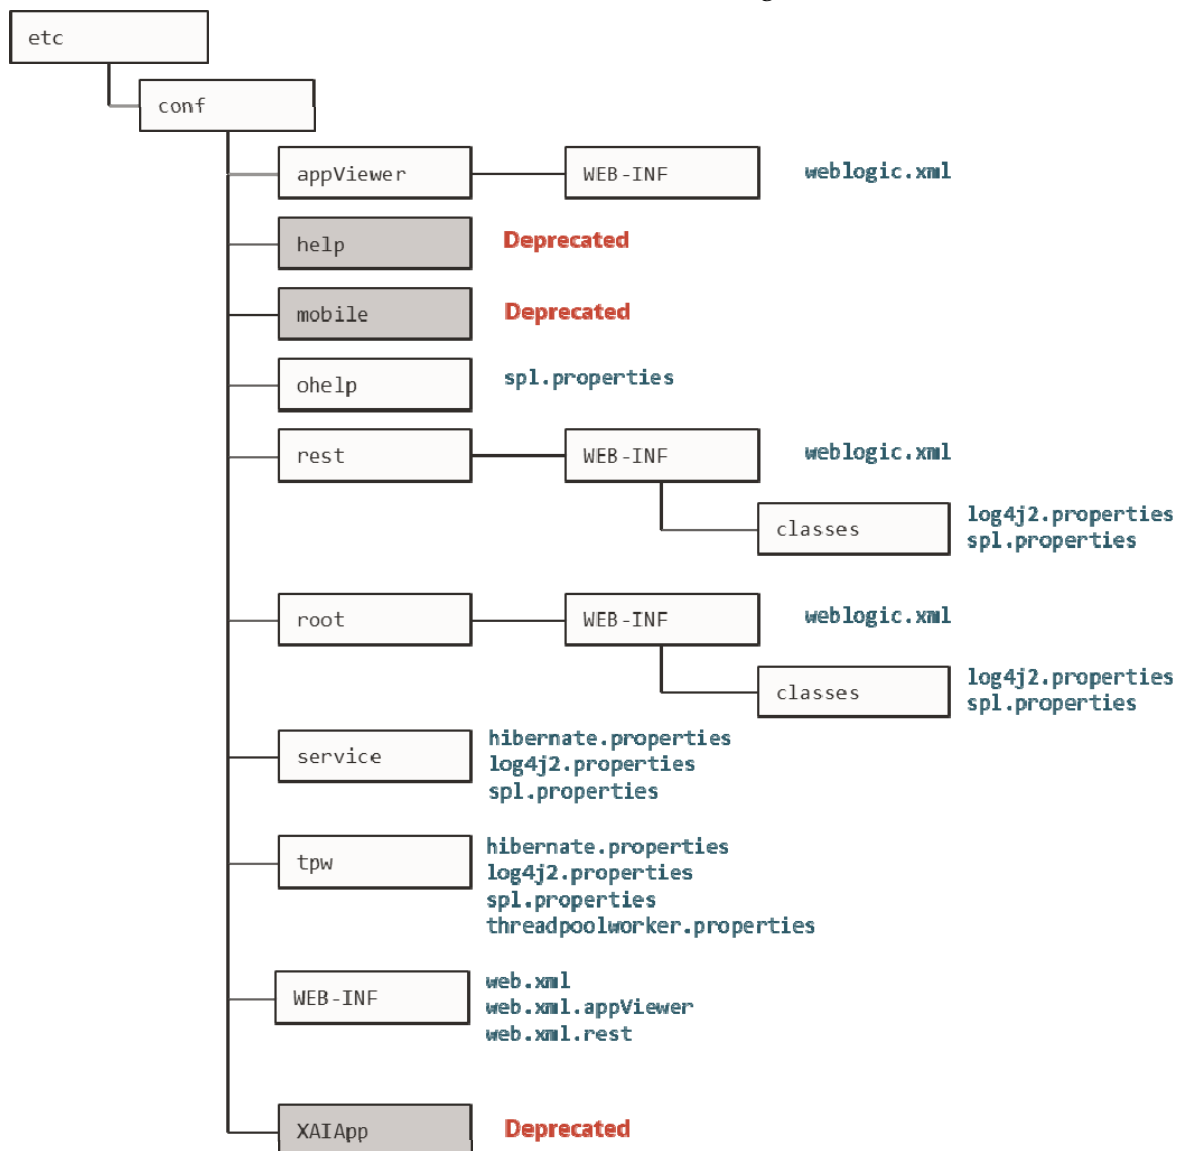 etc
conf
appViewer
WEB-INF
weblogic.xml
help
Deprecated
mobile
Deprecated
ohelp
spl.properties
rest
WEB-INF
weblogic.xml
classes
log4j2.properties
spl.properties
root
WEB-INF
weblogic.xml
classes
log4j2.properties
spl.properties
service
hibernate.properties
log4j2.properties
spl.properties
tpw
hibernate.properties
log4j2.properties
spl.properties
threadpoolworker.properties
WEB-INF
web.xml
web.xml.appViewer
web.xml.rest
XAIApp
Deprecated